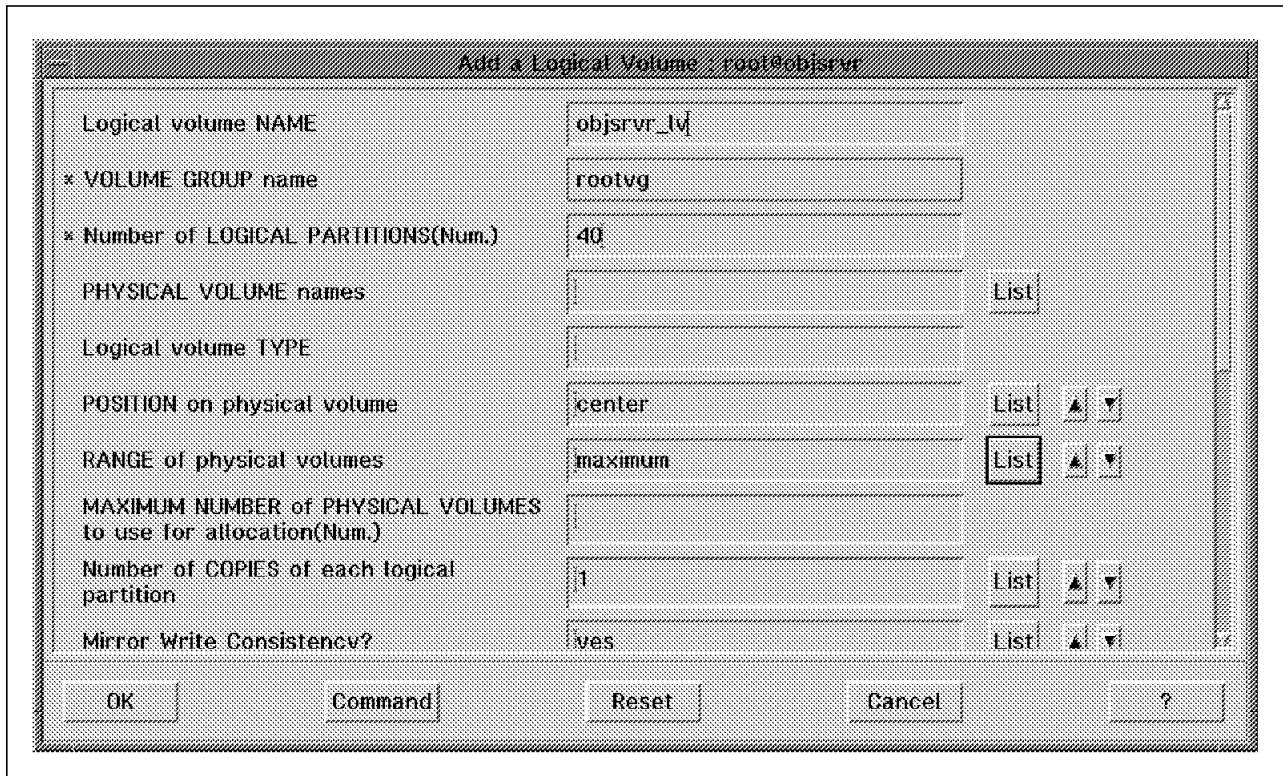 Add a Logical Volume : root@objsrvr
Logical volume NAME objsrvr_lv
* VOLUME GROUP name rootvg
* Number of LOGICAL PARTITIONS(Num.) 40
PHYSICAL VOLUME names List
Logical volume TYPE
POSITION on physical volume center List ▲ ▼
RANGE of physical volumes maximum List ▲ ▼
MAXIMUM NUMBER of PHYSICAL VOLUMES
to use for allocation(Num.)
Number of COPIES of each logical
partition 1 List ▲ ▼
Mirror Write Consistency? yes List ▲ ▼
OK Command Reset Cancel ?